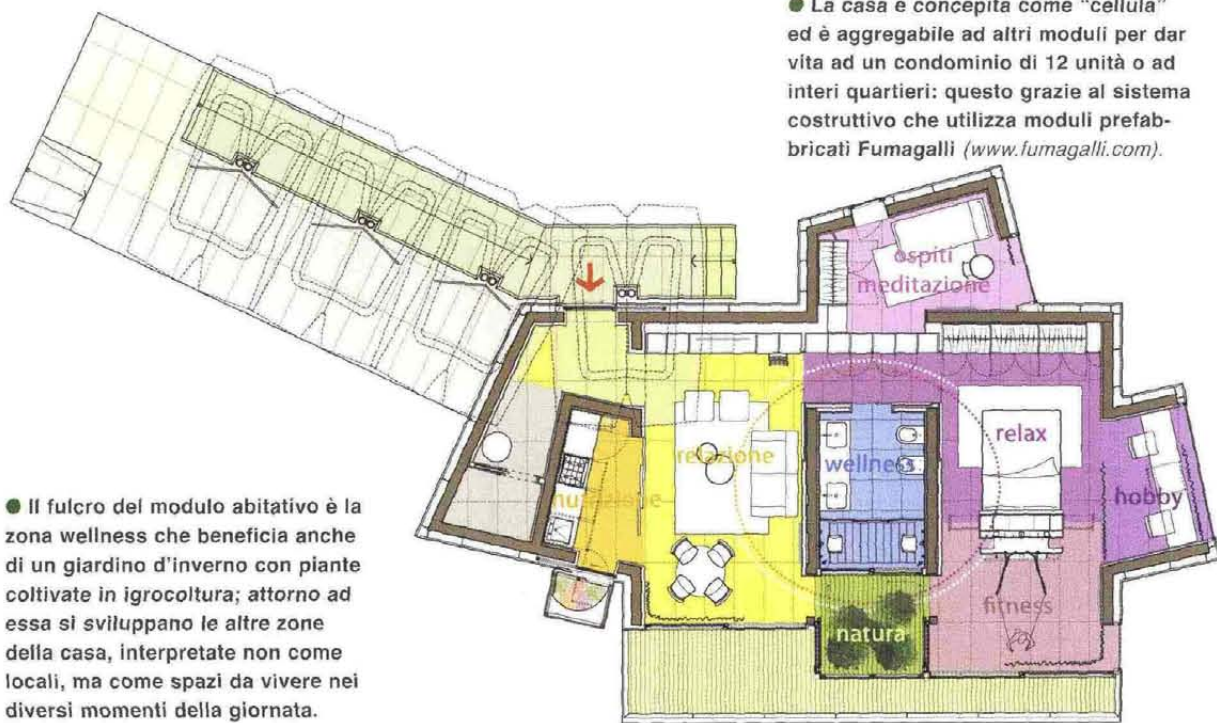 ● La casa è concepita come “cellula”
ed è aggregabile ad altri moduli per dar
vita ad un condominio di 12 unità o ad
interi quartieri: questo grazie al sistema
costruttivo che utilizza moduli prefab-
bricati Fumagalli (www.fumagalli.com).
ospiti
meditazione
relax
relazione
wellness
nutrizione
hobby
fitness
natura
● Il fulcro del modulo abitativo è la
zona wellness che beneficia anche
di un giardino d’inverno con piante
coltivate in igrocoltura; attorno ad
essa si sviluppano le altre zone
della casa, interpretate non come
locali, ma come spazi da vivere nei
diversi momenti della giornata.